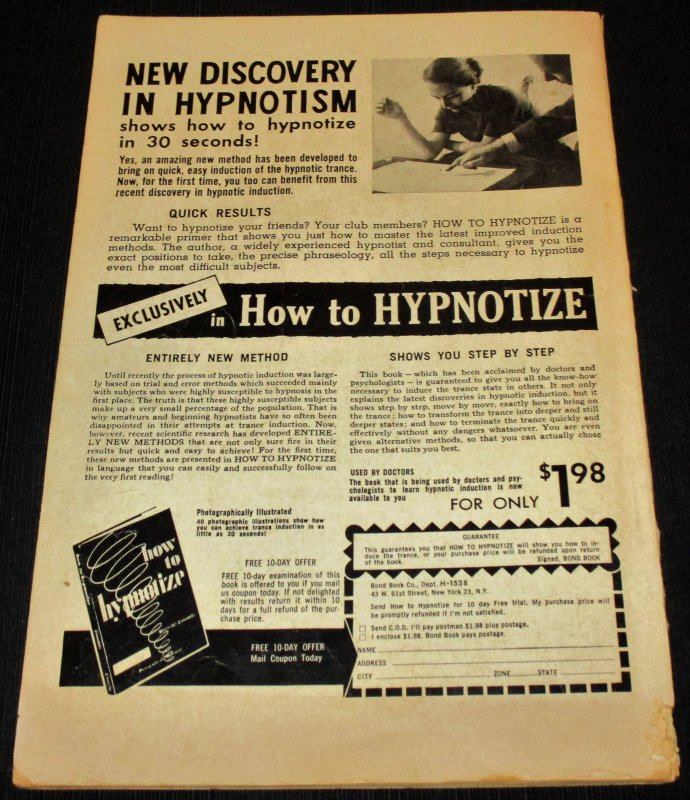 NEW DISCOVERY
IN HYPNOTISM
shows how to hypnotize
in 30 seconds!
Yes, an amazing new method has been developed to
bring on quick, easy induction of the hypnotic trance.
Now, for the first time, you too can benefit from this
recent discovery in hypnotic induction.
QUICK RESULTS
Want to hypnotize your friends? Your club members? HOW TO HYPNOTIZE is a
remarkable primer that shows you just how to master the latest improved induction
methods. The author, a widely experienced hypnotist and consultant, gives you the
exact positions to take, the precise phraseology, all the steps necessary to hypnotize
even the most difficult subjects.
EXCLUSIVELY
in How to HYPNOTIZE
ENTIRELY NEW METHOD
Until recently the process of hypnotic induction was large-
ly based on trial and error methods which succeeded mainly
with subjects who were highly susceptible to hypnosis in the
first place. The truth is that these highly susceptible subjects
make up a very small percentage of the population. That is
why amateurs and beginning hypnotists have so often been
disappointed in their attempts at trance induction. Now,
however, recent scientific research has developed ENTIRE-
LY NEW METHODS that are not only sure fire in their
results but quick and easy to achieve! For the first time,
these new methods are presented in HOW TO HYPNOTIZE
in language that you can easily and successfully follow on
the very first reading!
SHOWS YOU STEP BY STEP
This book — which has been acclaimed by doctors and
psychologists — is guaranteed to give you all the know-how
necessary to induce the trance state in others. It not only
explains the latest discoveries in hypnotic induction, but it
shows step by step, move by move, exactly how to bring on
the trance; how to transform the trance into deeper and still
deeper states; and how to terminate the trance quickly and
effectively without any dangers whatsoever. You are even
given alternative methods, so that you can actually chose
the one that suits you best.
USED BY DOCTORS
The book that is being used by doctors and psy-
chologists to learn hypnotic induction is now
available to you
FOR ONLY $1.98
Photographically Illustrated
40 photographic illustrations show how
you can achieve trance induction in as
little as 30 seconds!
FREE 10-DAY OFFER
FREE 10-day examination of this
book is offered to you if you mail
us coupon today. If not delighted
with results return it within 10
days for a full refund of the pur-
chase price.
how
to
hypnotize
FREE 10-DAY OFFER
Mail Coupon Today
GUARANTEE
This guarantees you that HOW TO HYPNOTIZE will show you how to in-
duce the trance, or your purchase price will be refunded upon return
of the book. Signed, BOND BOOK
Bond Book Co., Dept. H-1538
43 W. 61st Street, New York 23, N.Y.
Send How to Hypnotize for 10 day Free trial. My purchase price will
be promptly refunded if I'm not satisfied.
Send C.O.D. I'll pay postman $1.98 plus postage.
I enclose $1.98. Bond Book pays postage.
NAME
ADDRESS
CITY ZONE STATE